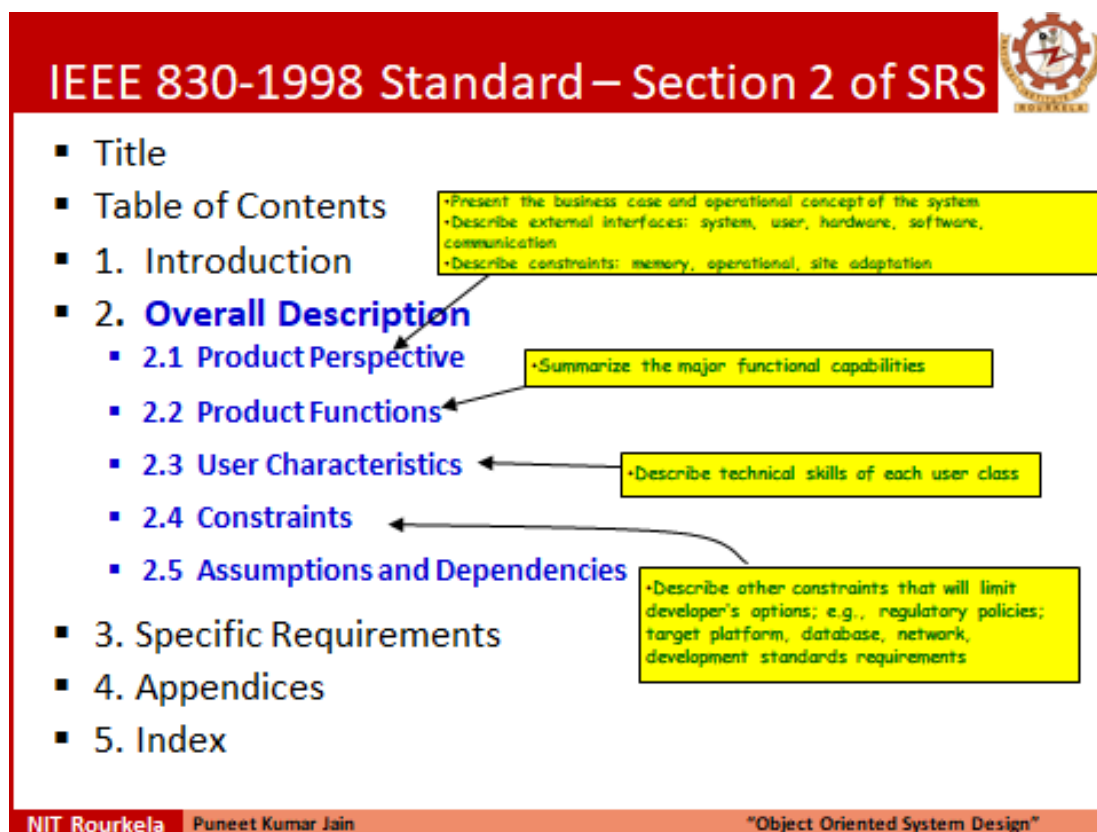 IEEE 830-1998 Standard – Section 2 of SRS
ROURKELA
▪ Title
▪ Table of Contents
•Present the business case and operational concept of the system
•Describe external interfaces: system, user, hardware, software,
communication
•Describe constraints: memory, operational, site adaptation
▪ 1. Introduction
▪ 2. Overall Description
▪ 2.1 Product Perspective
•Summarize the major functional capabilities
▪ 2.2 Product Functions
▪ 2.3 User Characteristics
•Describe technical skills of each user class
▪ 2.4 Constraints
▪ 2.5 Assumptions and Dependencies
•Describe other constraints that will limit
developer's options; e.g., regulatory policies;
target platform, database, network,
development standards requirements
▪ 3. Specific Requirements
▪ 4. Appendices
▪ 5. Index
NIT Rourkela
Puneet Kumar Jain
"Object Oriented System Design"